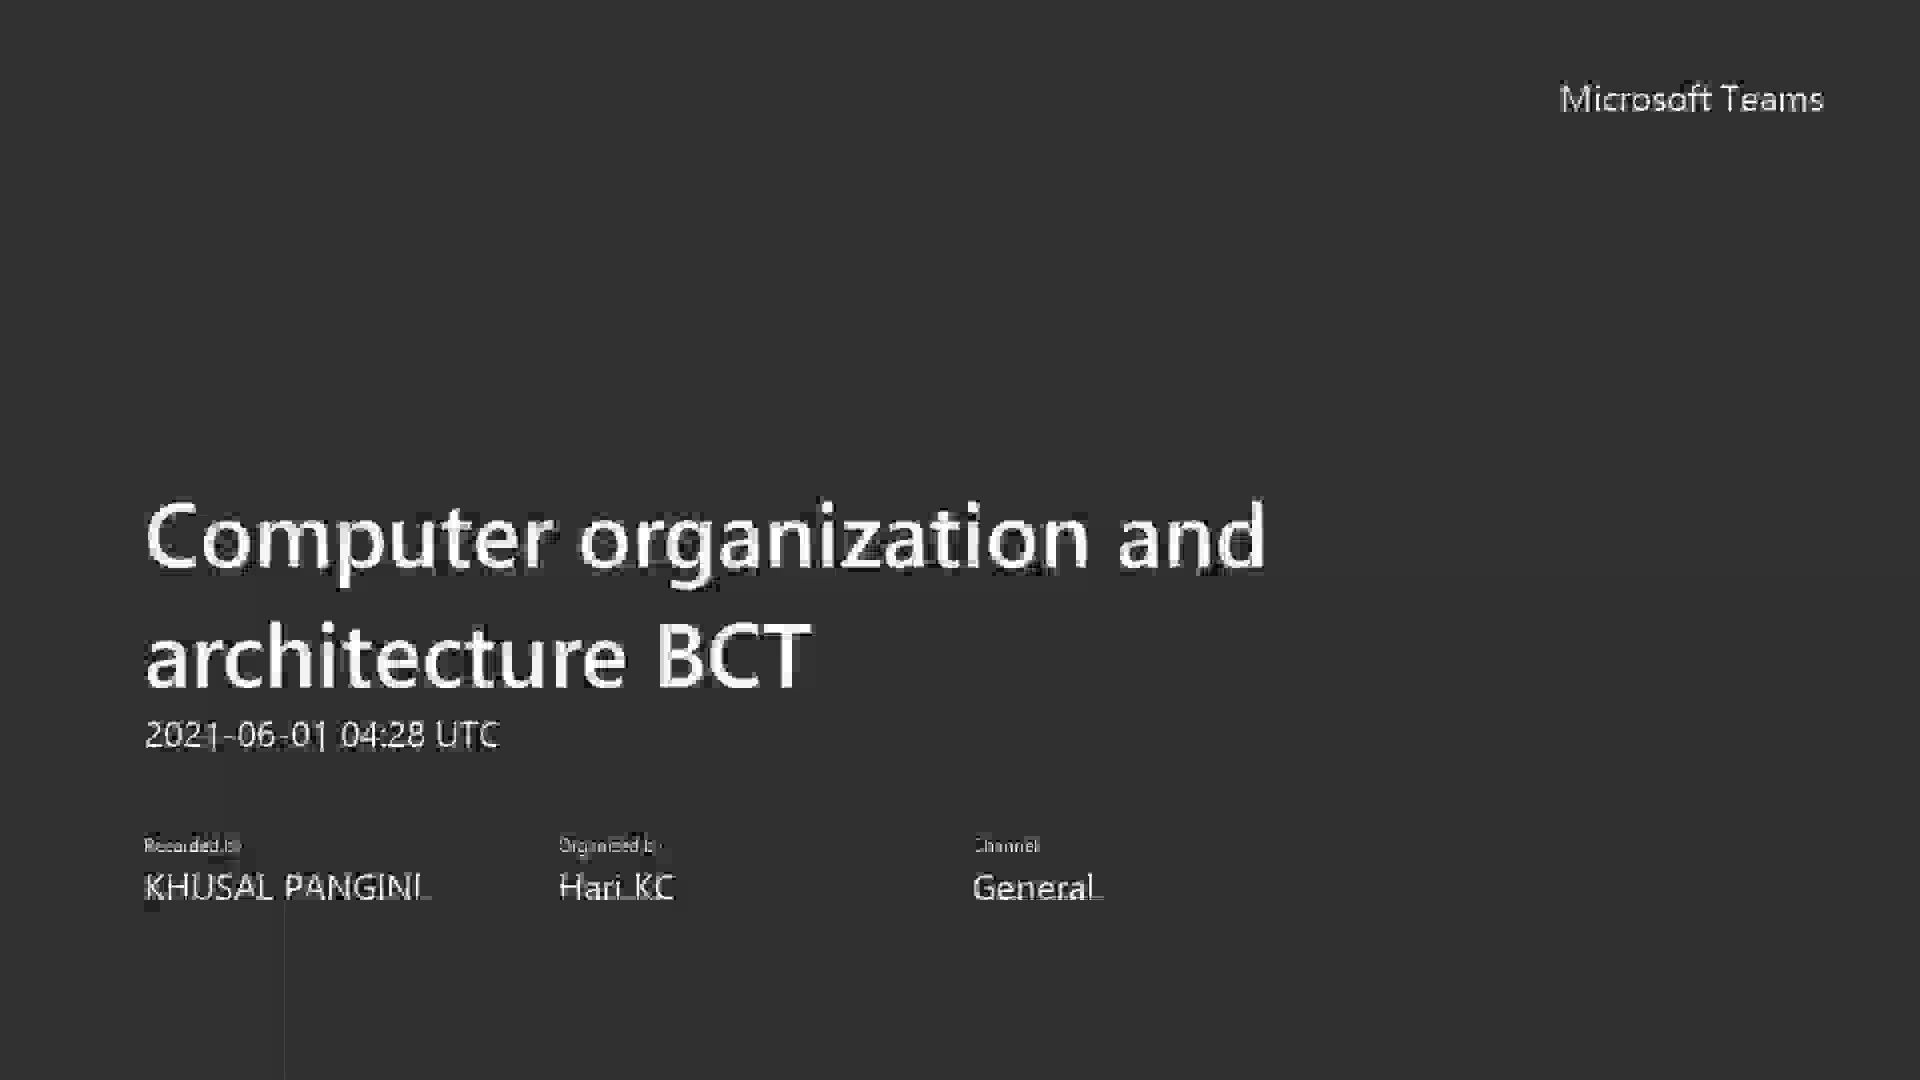 Microsoft Teams
Computer organization and
architecture BCT
2021-06-01 04:28 UTC
Recorded by
Organized by
Channel
KHUSAL PANGINI
Hari KC
General